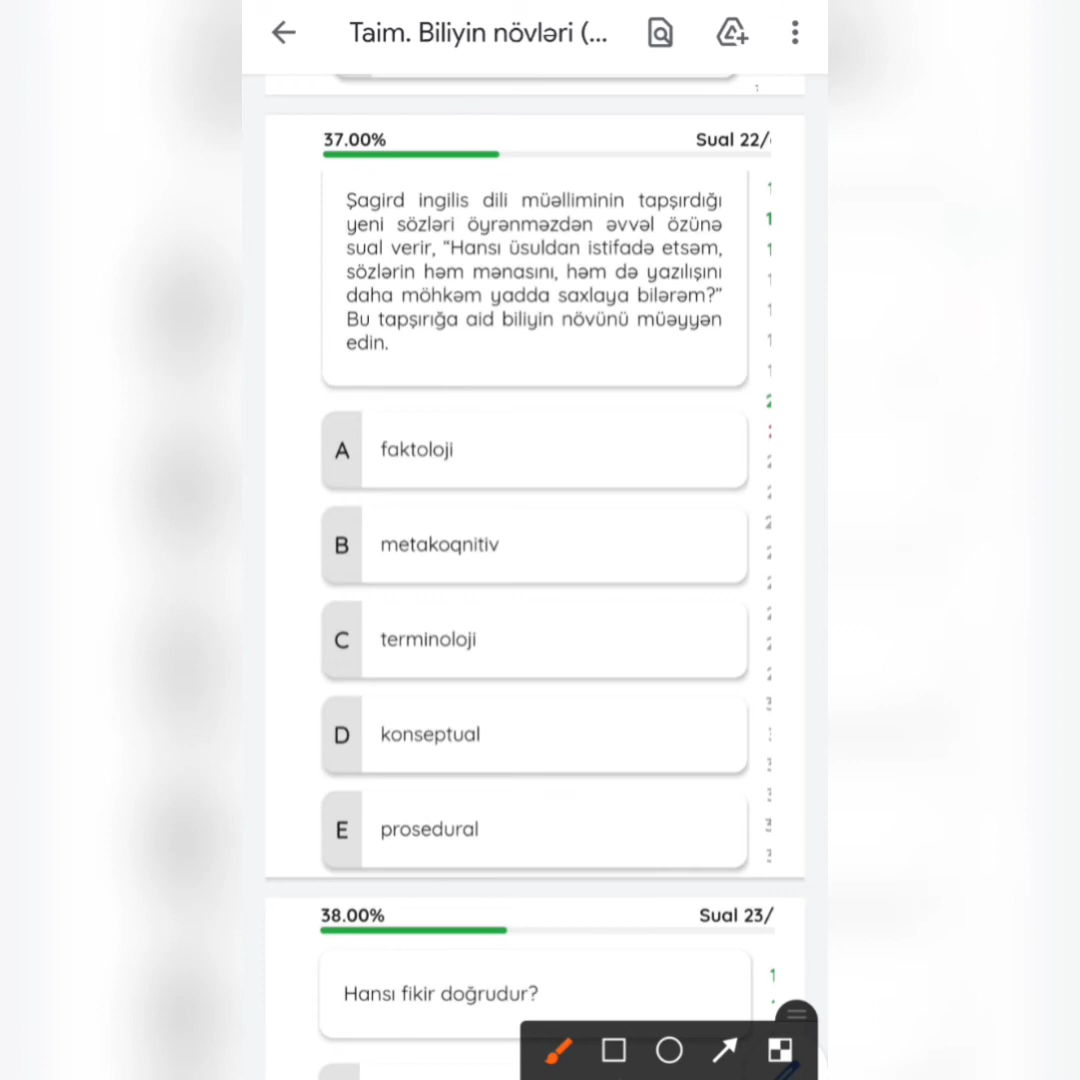 Taim. Biliyin növləri (...
37.00%
Sual 22/
Şagird ingilis dili müəlliminin tapşırdığı
yeni sözləri öyrənməzdən əvvəl özünə
sual verir, "Hansı üsuldan istifadə etsəm,
sözlərin həm mənasını, həm də yazılışını
daha möhkəm yadda saxlaya bilərəm?"
Bu tapşırığa aid biliyin növünü müəyyən
edin.
A faktoloji
B metakoqnitiv
C terminoloji
D konseptual
E prosedural
38.00%
Sual 23/
Hansı fikir doğrudur?